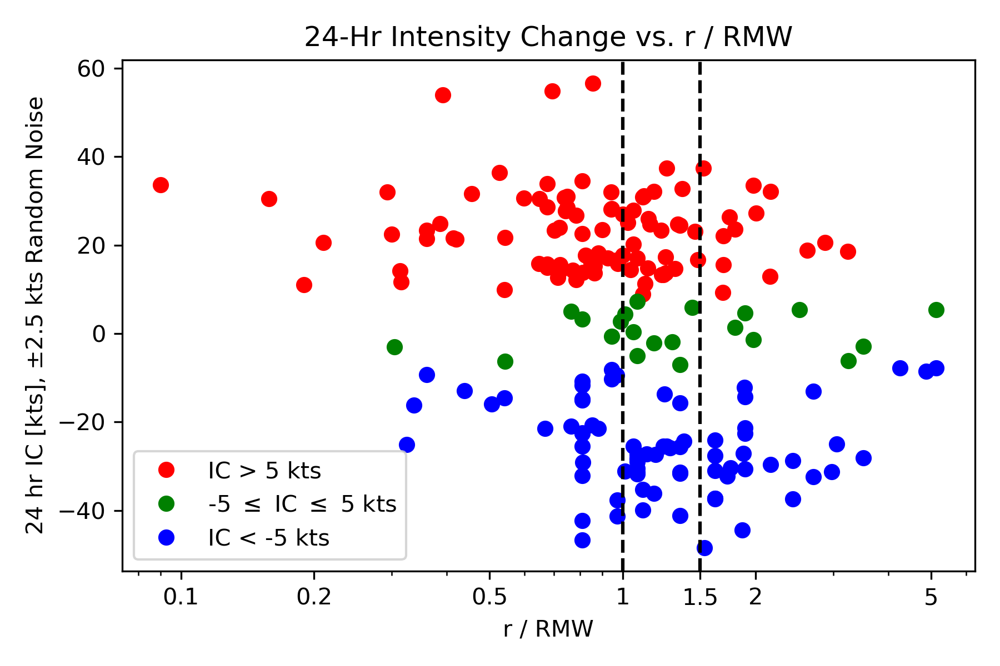 24-Hr Intensity Change vs. r / RMW
24 hr IC [kts], ±2.5 kts Random Noise
60
40
20
0
−20
−40
IC > 5 kts
-5 ≤ IC ≤ 5 kts
IC < -5 kts
0.1 0.2 0.5 1 1.5 2 5
r / RMW